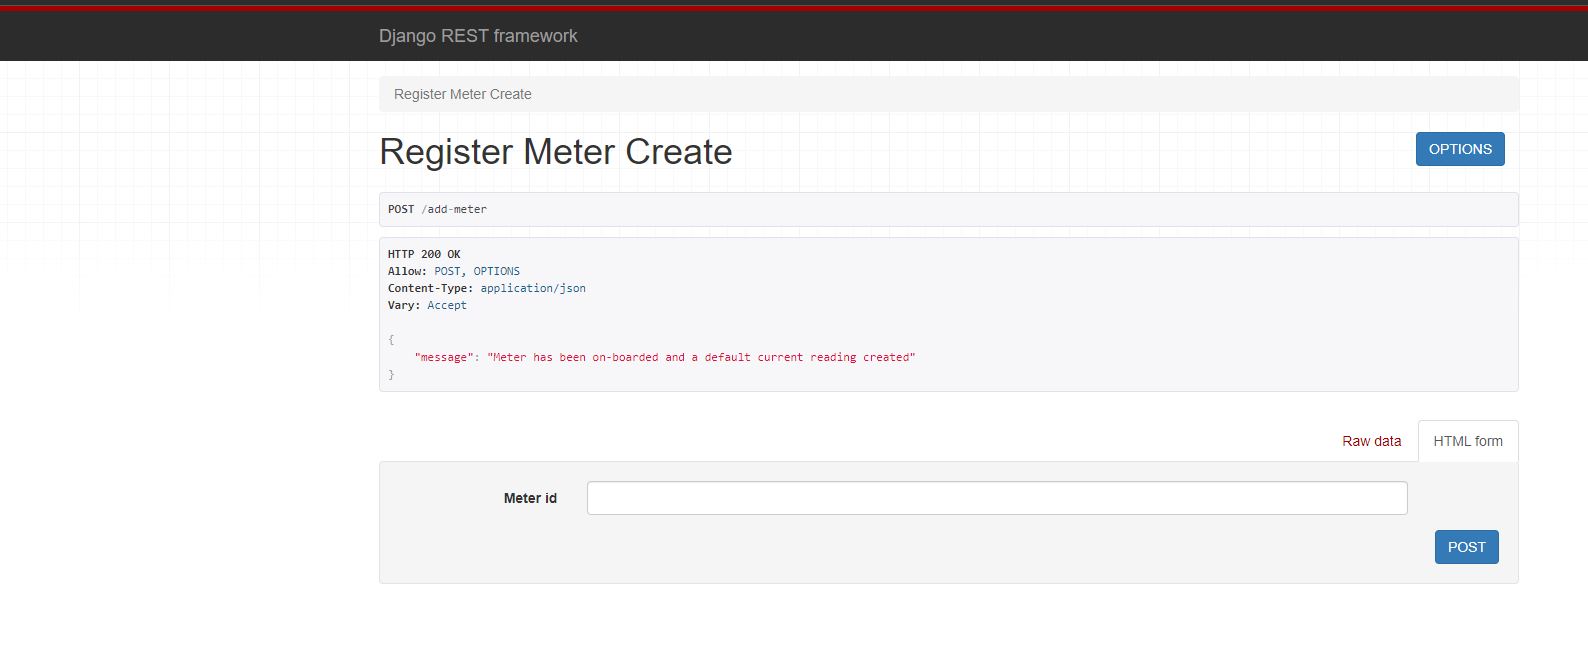 Django REST framework
Register Meter Create
Register Meter Create
OPTIONS
POST /add-meter
HTTP 200 OK
Allow: POST, OPTIONS
Content-Type: application/json
Vary: Accept
{
"message": "Meter has been on-boarded and a default current reading created"
}
Raw data
HTML form
Meter id
POST